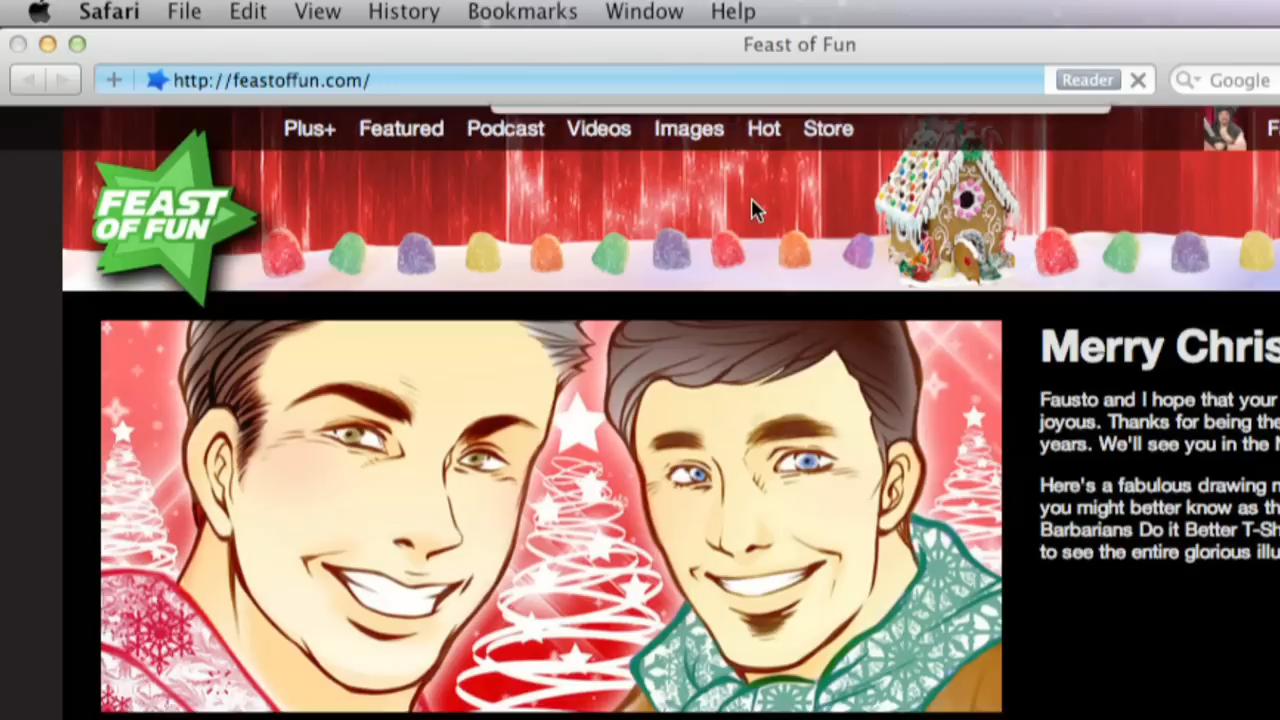 Safari File Edit View History Bookmarks Window Help
Feast of Fun
http://feastoffun.com/ Reader Google
Plus+ Featured Podcast Videos Images Hot Store F
FEAST
OF FUN
Merry Chris
Fausto and I hope that your
joyous. Thanks for being the
years. We'll see you in the
Here's a fabulous drawing
you might better know as th
Barbarians Do it Better T-Sh
to see the entire glorious illu